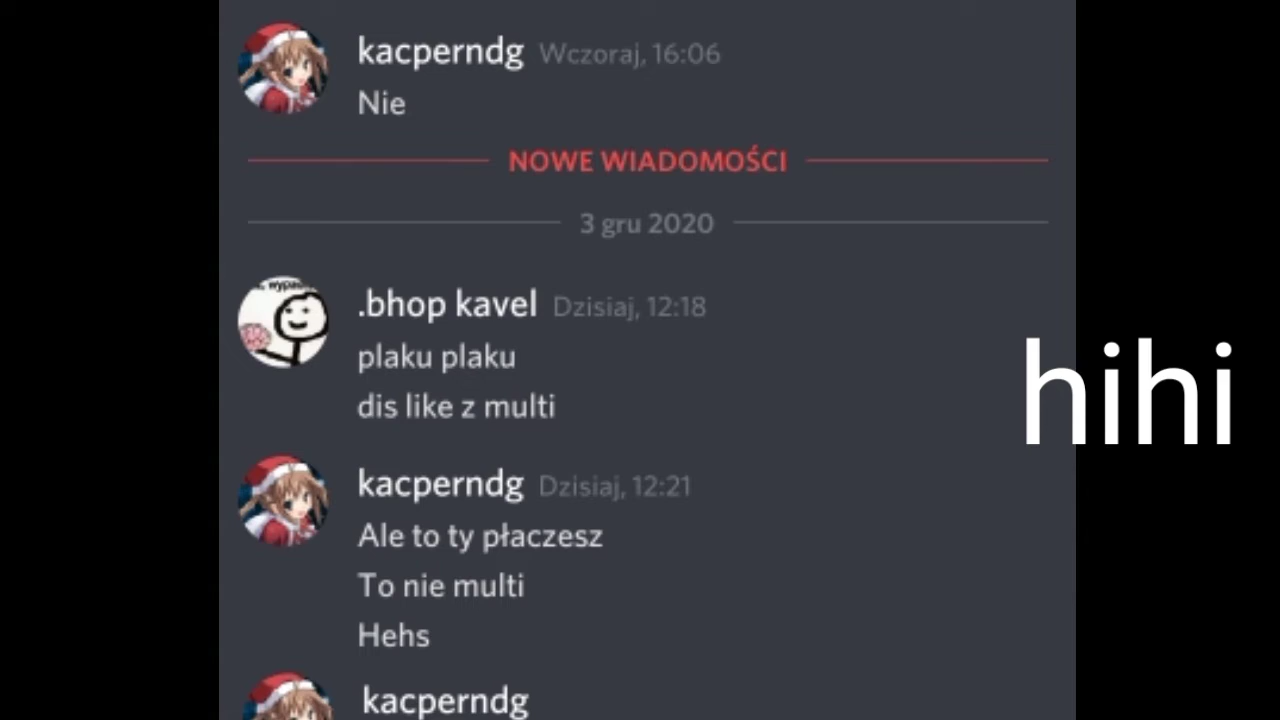 kacperndg Wczoraj, 16:06
Nie
NOWE WIADOMOŚCI
3 gru 2020
.bhop kavel Dzisiaj, 12:18
plaku plaku
dis like z multi
hihi
kacperndg Dzisiaj, 12:21
Ale to ty płaczesz
To nie multi
Hehs
kacperndg